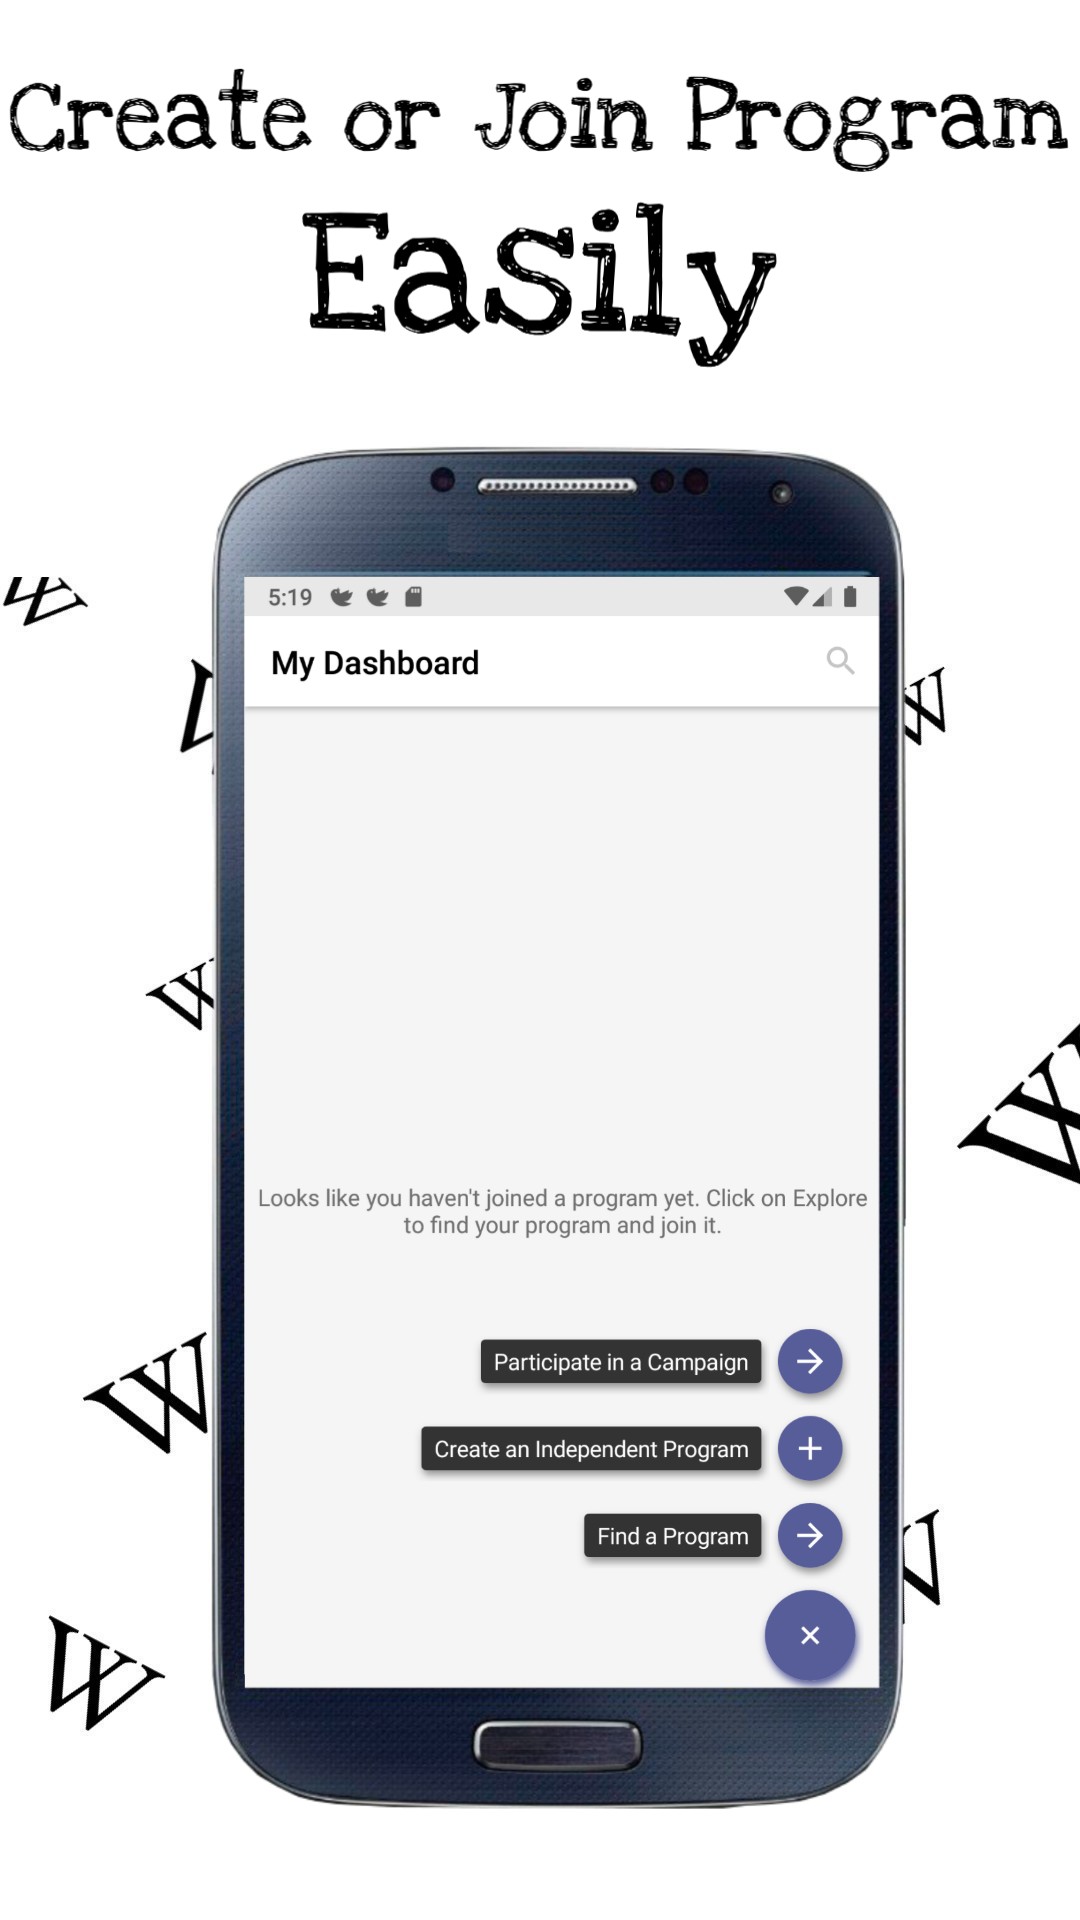 Create or Join Program
Easily
W
5:19
My Dashboard
W
W
W
W
Looks like you haven't joined a program yet. Click on Explore
to find your program and join it.
Participate in a Campaign
W
Create an Independent Program
Find a Program
W
W